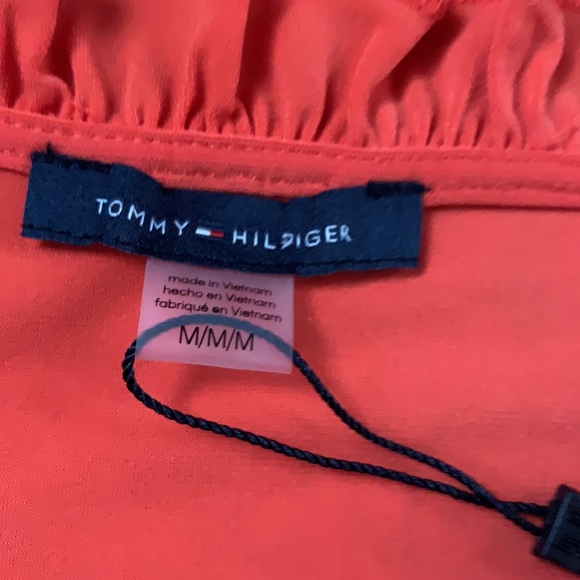 TOMMY HILFIGER
made in Vietnam
hecho en Vietnam
fabriqué en Vietnam
M/M/M